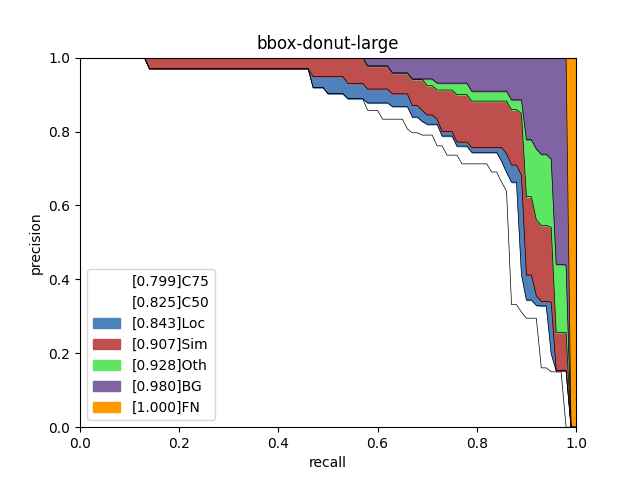 bbox-donut-large
1.0
0.8
0.6
0.4
0.2
0.0
precision
[0.799]C75
[0.825]C50
[0.843]Loc
[0.907]Sim
[0.928]Oth
[0.980]BG
[1.000]FN
0.0 0.2 0.4 0.6 0.8 1.0
recall